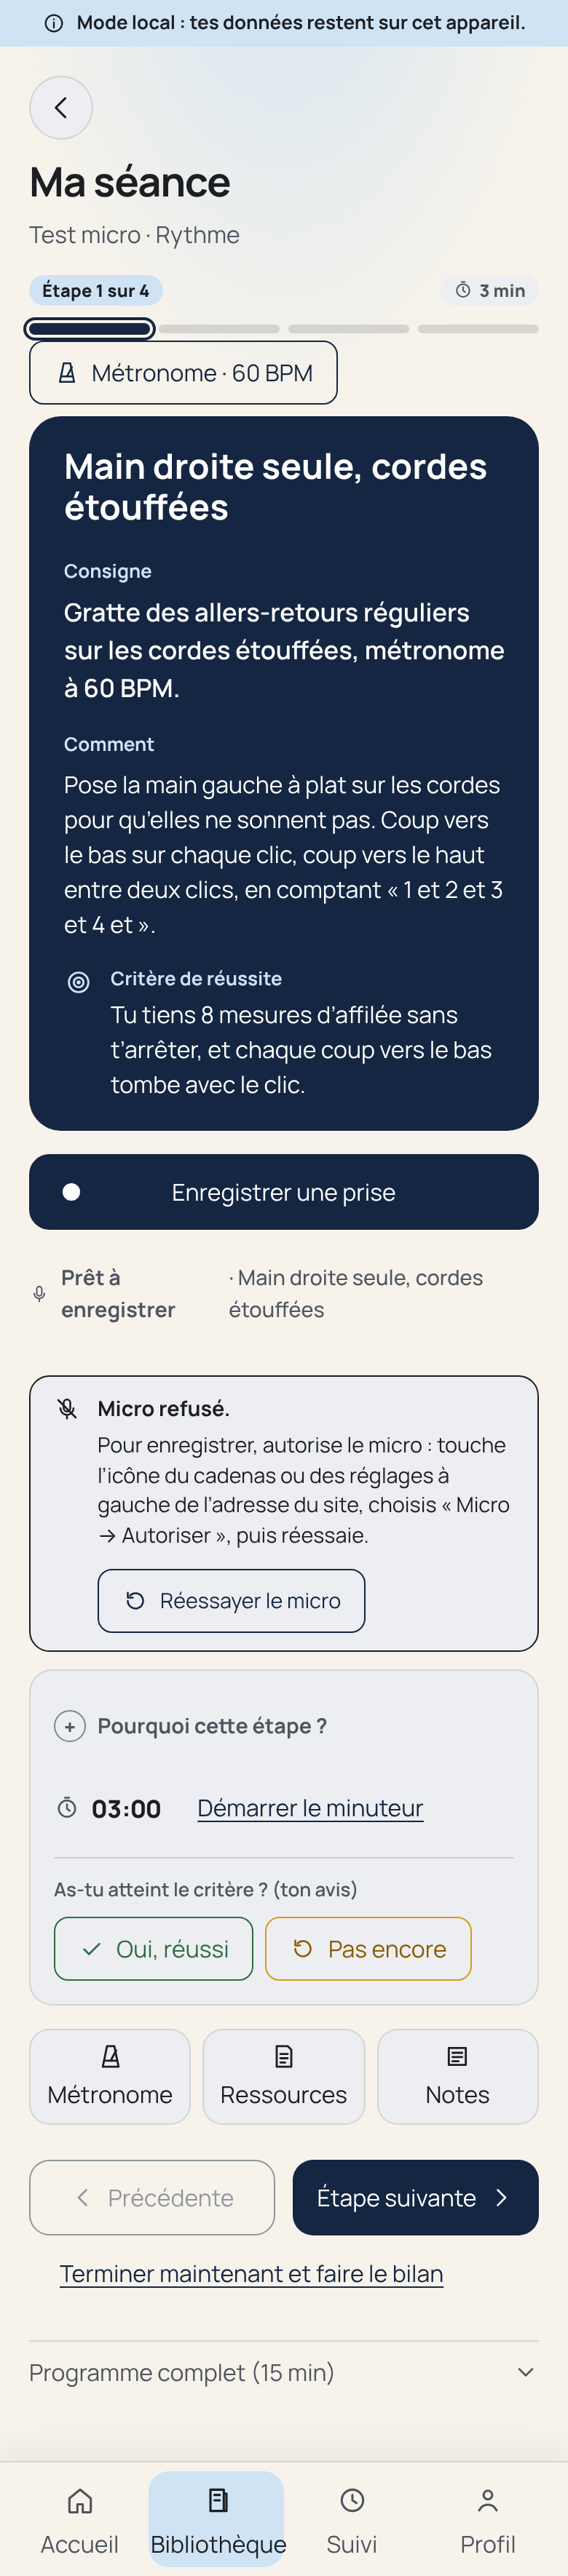 Mode local : tes données restent sur cet appareil.
Ma séance
Test micro · Rythme
Étape 1 sur 4
3 min
Métronome · 60 BPM
Main droite seule, cordes
étouffées
Consigne
Gratte des allers-retours réguliers
sur les cordes étouffées, métronome
à 60 BPM.
Comment
Pose la main gauche à plat sur les cordes
pour qu’elles ne sonnent pas. Coup vers
le bas sur chaque clic, coup vers le haut
entre deux clics, en comptant « 1 et 2 et 3
et 4 et ».
Critère de réussite
Tu tiens 8 mesures d’affilée sans
t’arrêter, et chaque coup vers le bas
tombe avec le clic.
Enregistrer une prise
Prêt à
enregistrer
· Main droite seule, cordes
étouffées
Micro refusé.
Pour enregistrer, autorise le micro : touche
l’icône du cadenas ou des réglages à
gauche de l’adresse du site, choisis « Micro
→ Autoriser », puis réessaie.
Réessayer le micro
Pourquoi cette étape ?
03:00
Démarrer le minuteur
As-tu atteint le critère ? (ton avis)
Oui, réussi
Pas encore
Métronome
Ressources
Notes
Précédente
Étape suivante
Terminer maintenant et faire le bilan
Programme complet (15 min)
Accueil
Bibliothèque
Suivi
Profil